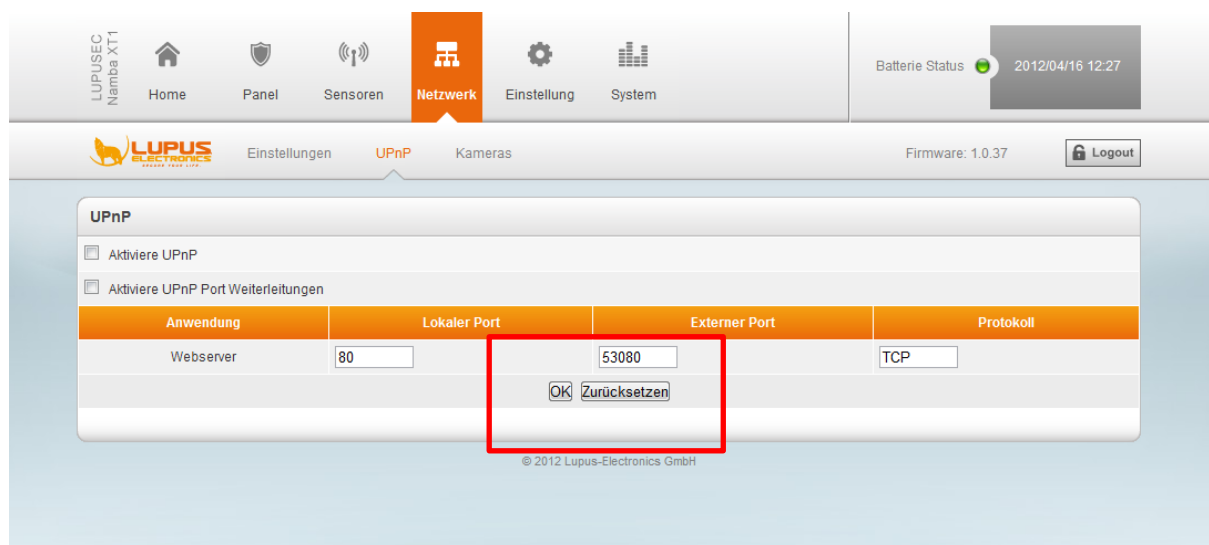 LUPUSEC
Namba XT1
Home Panel Sensoren Netzwerk Einstellung System
Batterie Status 2012/04/16 12:27
LUPUS
ELECTRONICS
Einstellungen UPnP Kameras
Firmware: 1.0.37 Logout
UPnP
Aktiviere UPnP
Aktiviere UPnP Port Weiterleitungen
Anwendung Lokaler Port Externer Port Protokoll
Webserver 80 53080 TCP
OK Zurücksetzen
© 2012 Lupus-Electronics GmbH